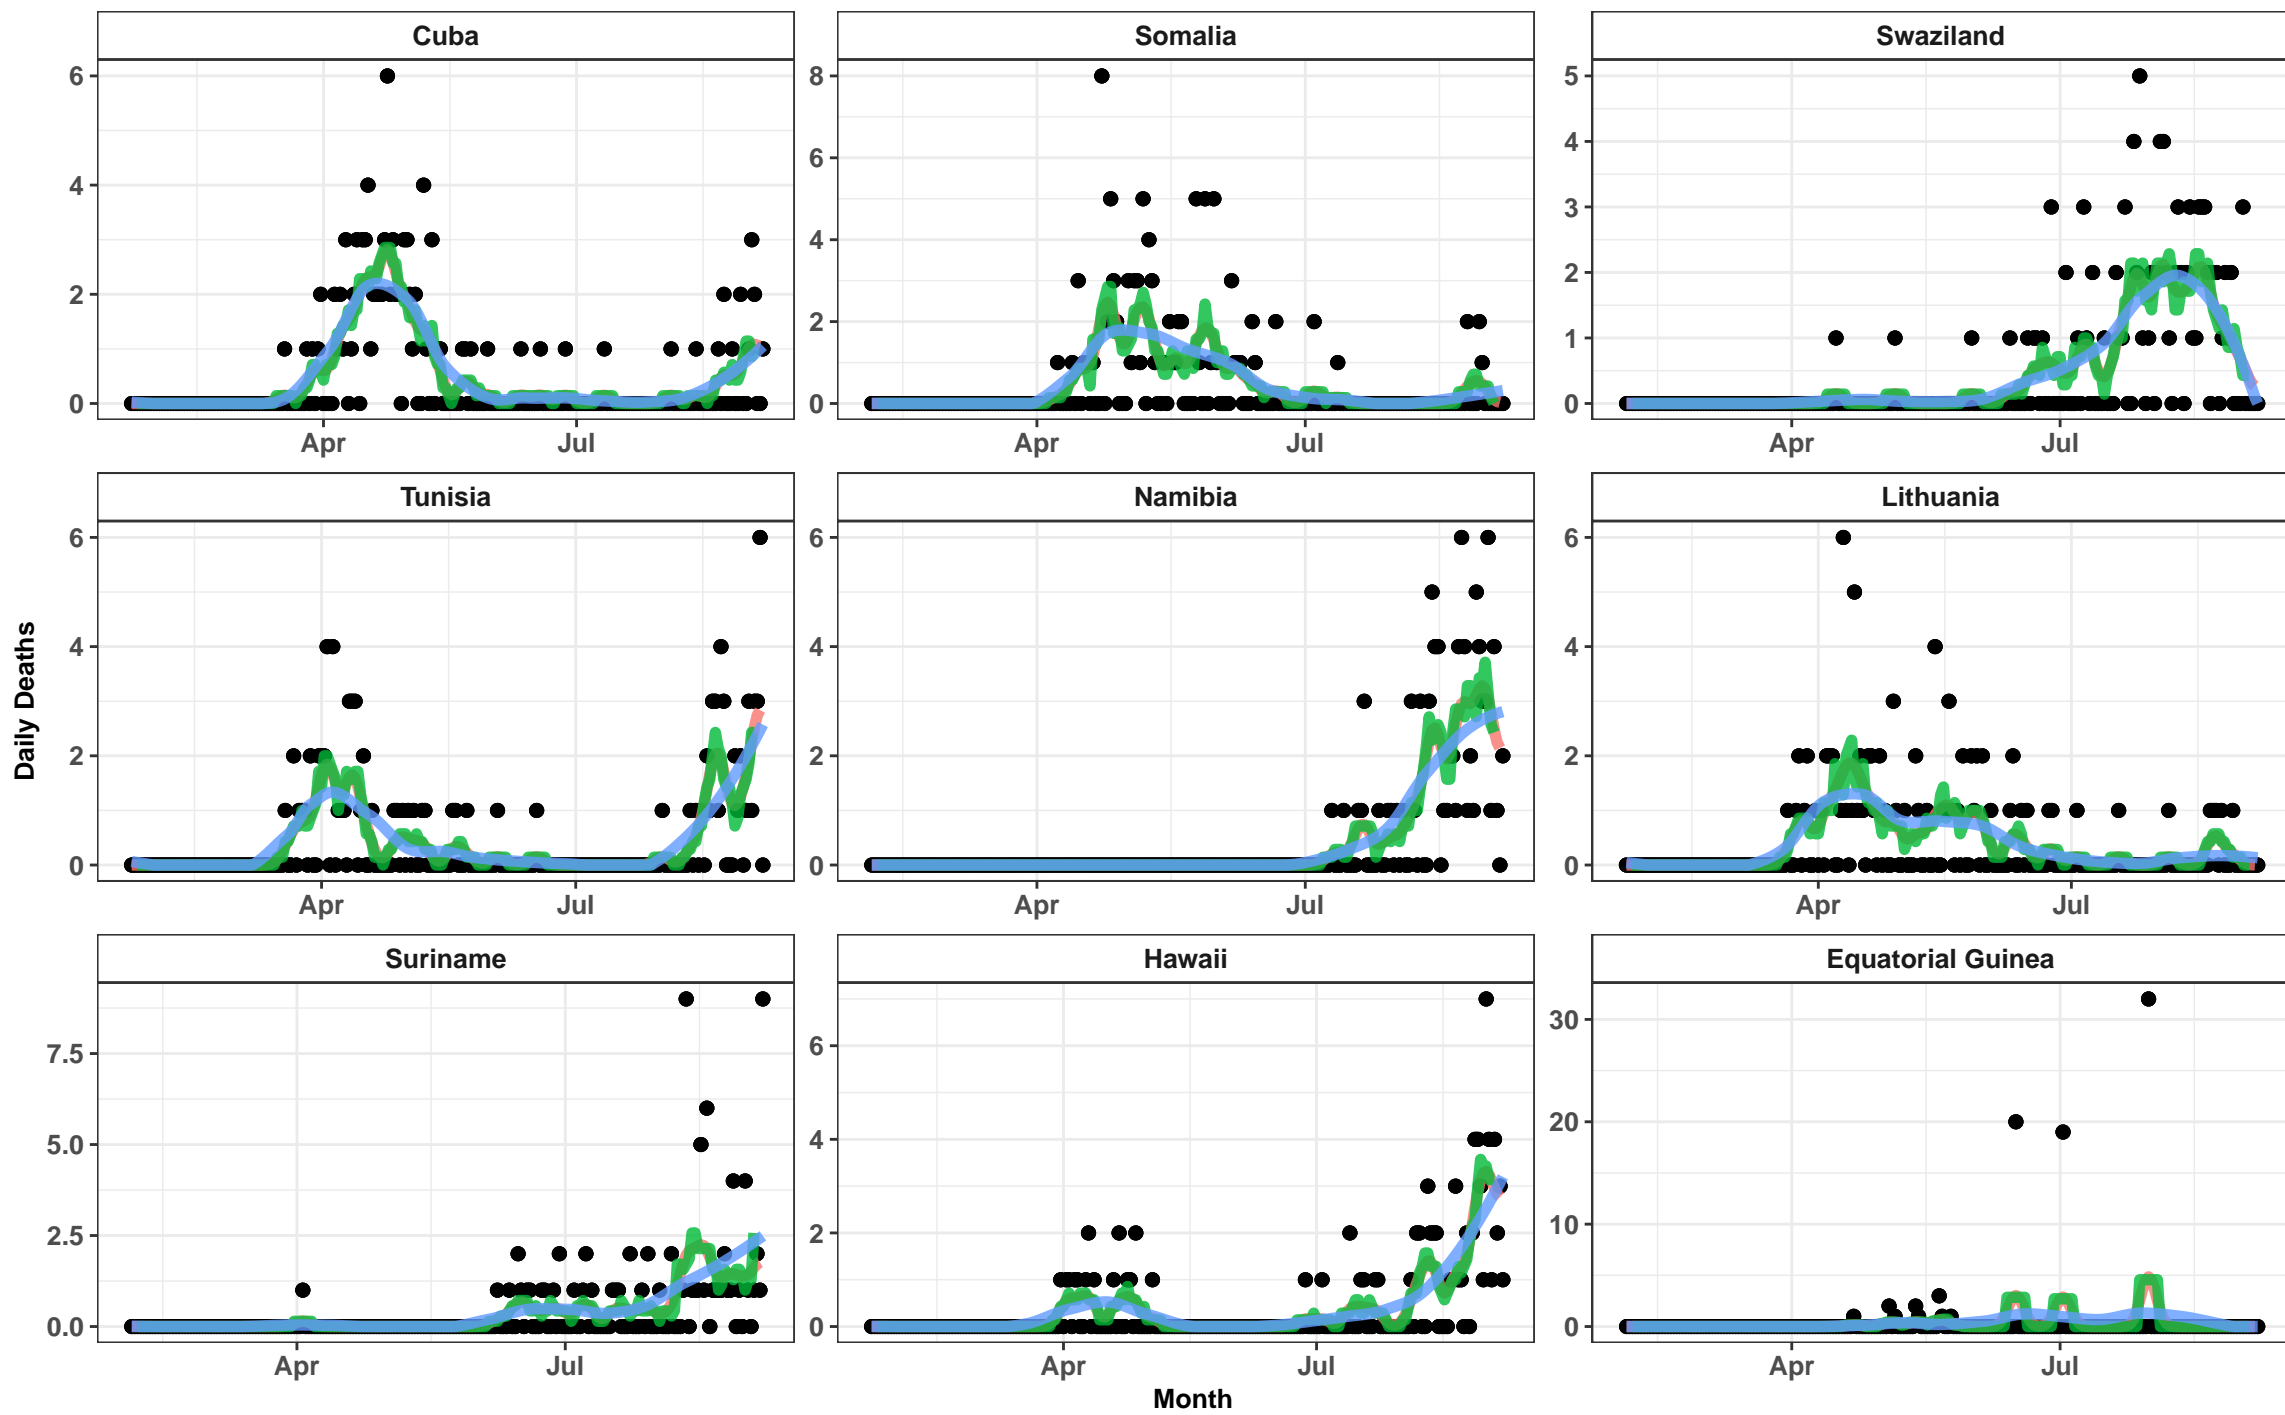 Cuba
Somalia
Swaziland
6
4
2
0
8
6
4
2
0
5
4
3
2
1
0
Apr
Jul
Apr
Jul
Apr
Jul
Tunisia
Namibia
Lithuania
6
4
2
0
6
4
2
0
6
4
2
0
Apr
Jul
Apr
Jul
Apr
Jul
Daily Deaths
Suriname
Hawaii
Equatorial Guinea
7.5
5.0
2.5
0.0
6
4
2
0
30
20
10
0
Apr
Jul
Apr
Jul
Apr
Jul
Month